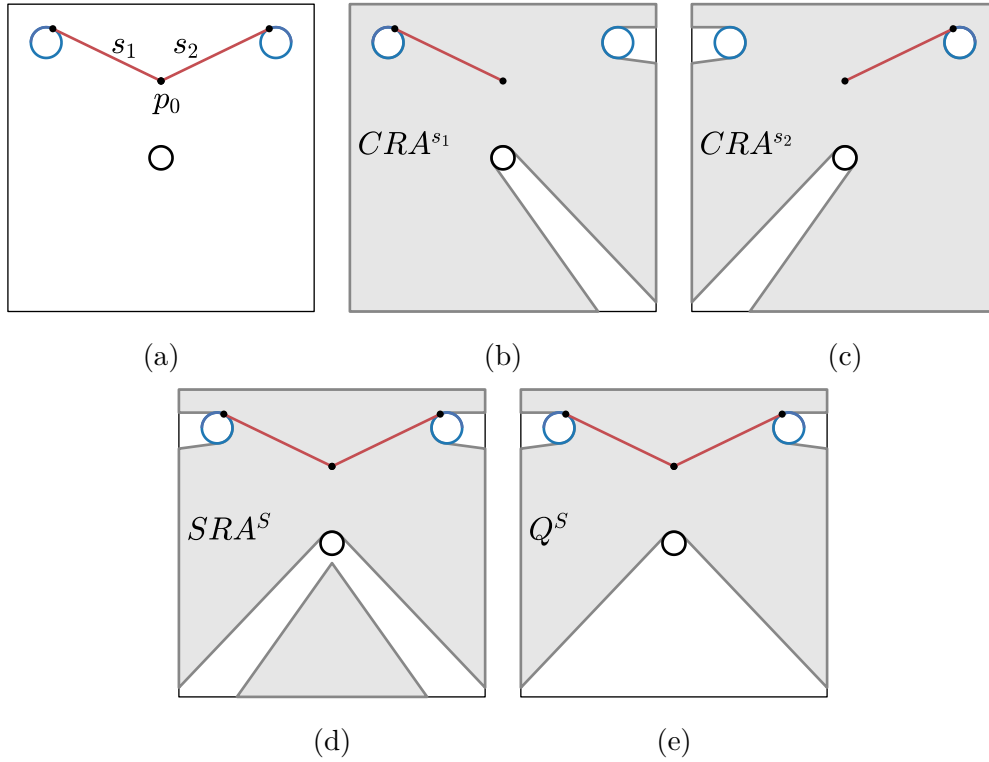 s₁ s₂
p₀
CRA^{s₁} CRA^{s₂}
(a) (b) (c)
SRA^S Q^S
(d) (e)